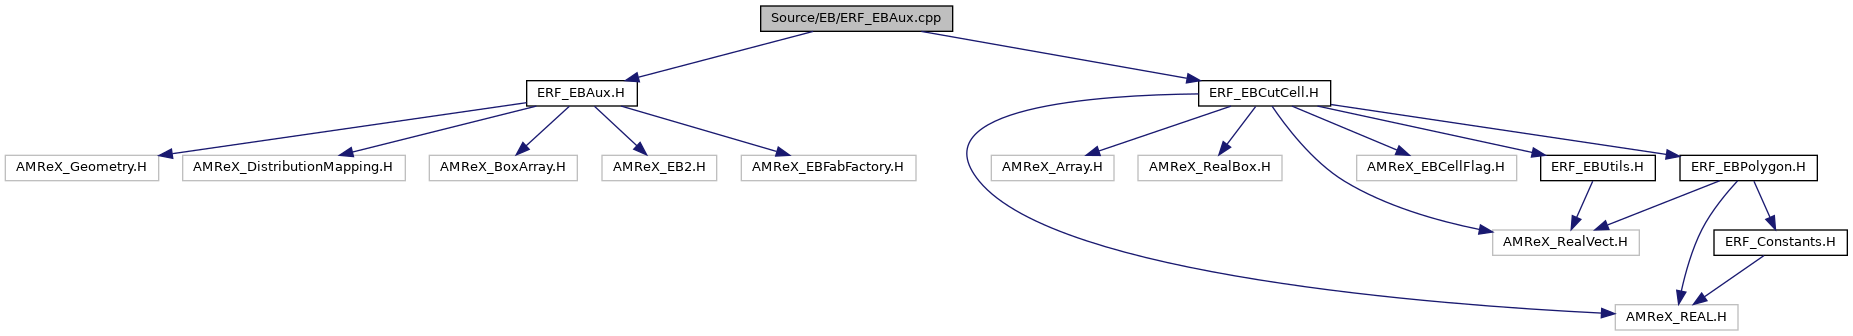 Source/EB/ERF_EBAux.cpp
ERF_EBAux.H
ERF_EBCutCell.H
AMReX_Geometry.H
AMReX_DistributionMapping.H
AMReX_BoxArray.H
AMReX_EB2.H
AMReX_EBFabFactory.H
AMReX_Array.H
AMReX_RealBox.H
AMReX_EBCellFlag.H
ERF_EBUtils.H
ERF_EBPolygon.H
AMReX_RealVect.H
ERF_Constants.H
AMReX_REAL.H